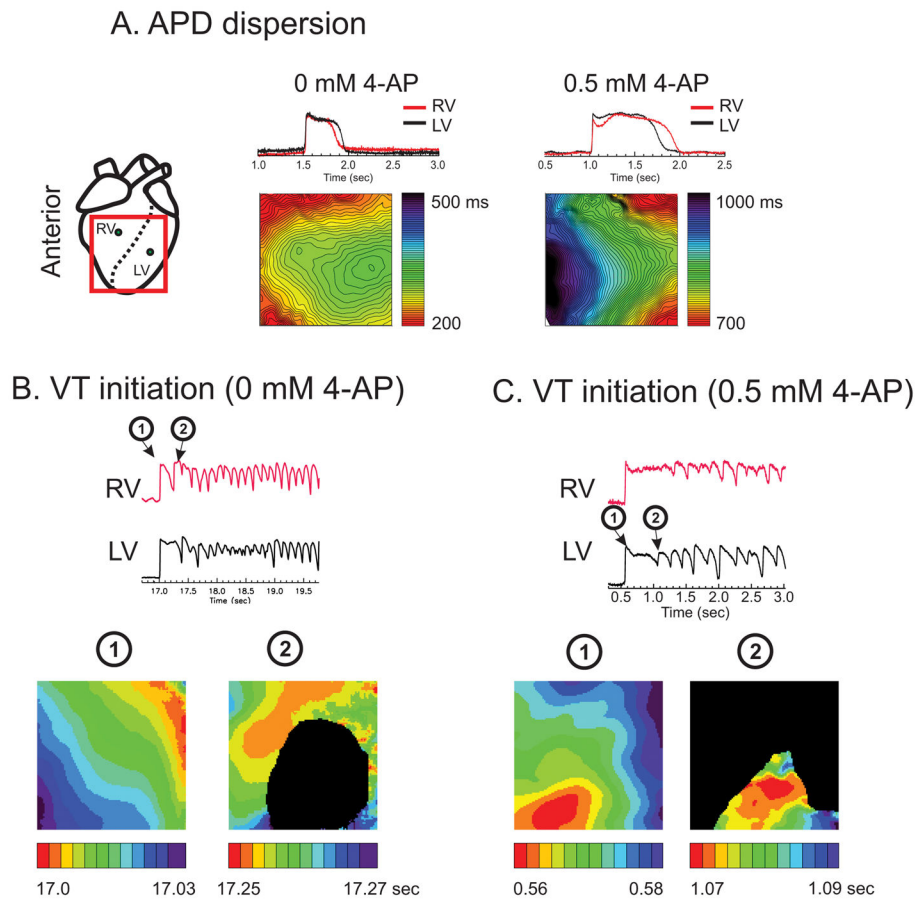 A. APD dispersion
0 mM 4-AP
0.5 mM 4-AP
RV
LV
RV
LV
1.0 1.5 2.0 2.5 3.0
Time (sec)
0.5 1.0 1.5 2.0 2.5
Time (sec)
Anterior
RV
LV
500 ms
200
1000 ms
700
B. VT initiation (0 mM 4-AP)
1
2
RV
LV
17.0 17.5 18.0 18.5 19.0 19.5
Time (sec)
1
2
17.0 17.03
17.25 17.27 sec
C. VT initiation (0.5 mM 4-AP)
RV
1
2
LV
0.5 1.0 1.5 2.0 2.5 3.0
Time (sec)
1
2
0.56 0.58
1.07 1.09 sec